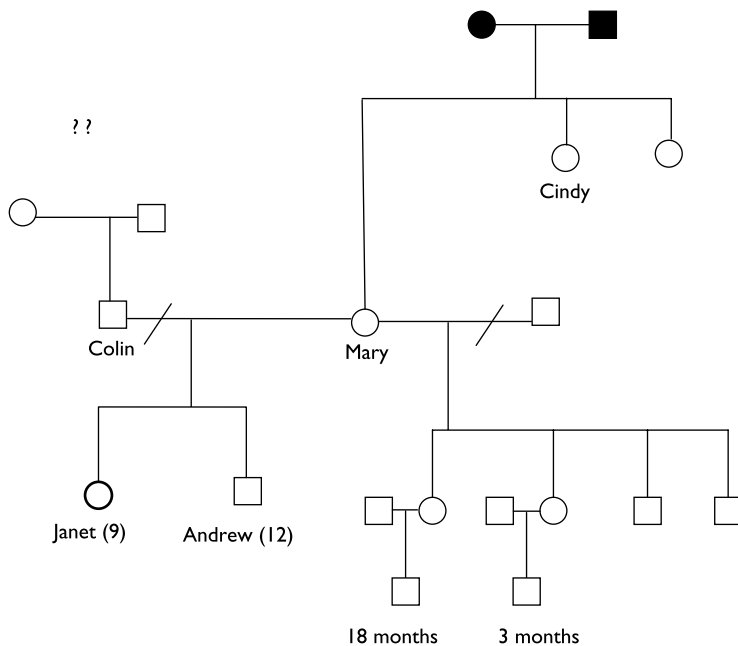 ? ?
Cindy
Colin
Mary
Janet (9)
Andrew (12)
18 months
3 months